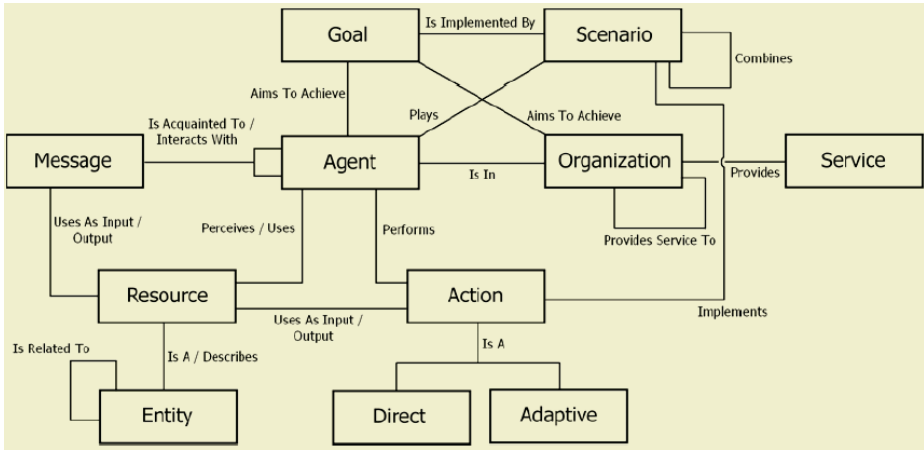 Goal
Is Implemented By
Scenario
Combines
Aims To Achieve
Plays
Aims To Achieve
Is Acquainted To /
Interacts With
Message
Agent
Is In
Organization
Provides
Service
Uses As Input /
Output
Perceives / Uses
Performs
Provides Service To
Resource
Uses As Input /
Output
Action
Implements
Is Related To
Is A / Describes
Is A
Entity
Direct
Adaptive